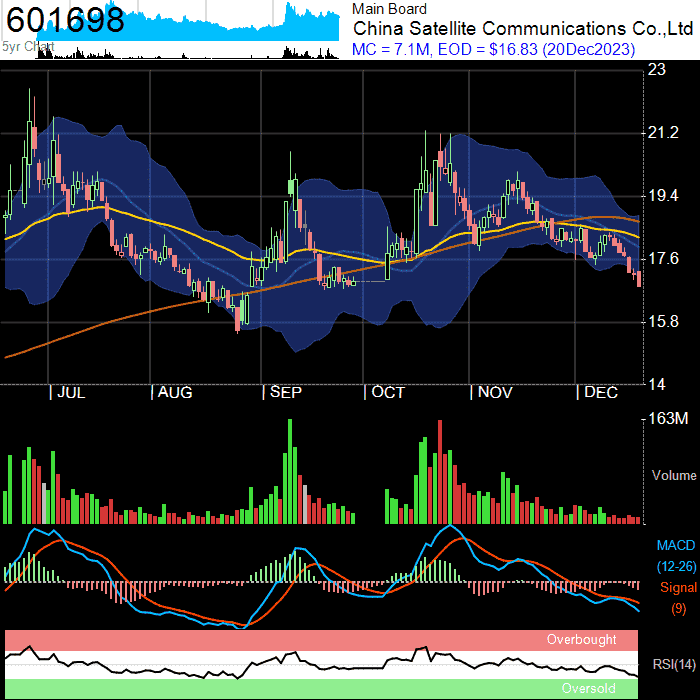 601698
5yr Chart
Main Board
China Satellite Communications Co.,Ltd
MC = 7.1M, EOD = $16.83 (20Dec2023)
23
21.2
19.4
17.6
15.8
14
| JUL | AUG | SEP | OCT | NOV | DEC
163M
Volume
MACD
(12-26)
Signal
(9)
Overbought
RSI(14)
Oversold